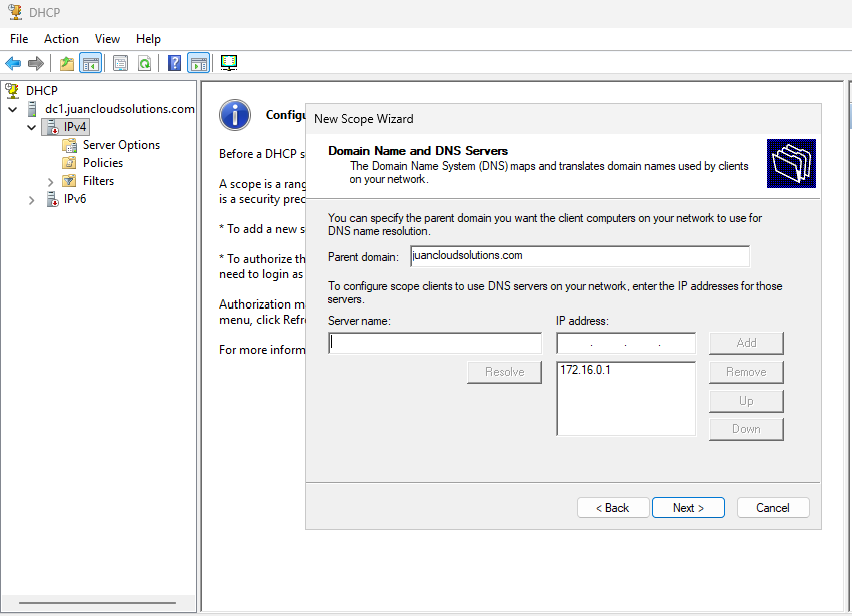 DHCP
File Action View Help
DHCP
dc1.juancloudsolutions.com
IPv4
Server Options
Policies
Filters
IPv6
Configu
Before a DHCP s
A scope is a rang
is a security prec
* To add a new s
* To authorize th
need to login as
Authorization m
menu, click Refre
For more inform
New Scope Wizard
Domain Name and DNS Servers
The Domain Name System (DNS) maps and translates domain names used by clients
on your network.
You can specify the parent domain you want the client computers on your network to use for
DNS name resolution.
Parent domain: juancloudsolutions.com
To configure scope clients to use DNS servers on your network, enter the IP addresses for those
servers.
Server name: IP address:
. . . Add
Resolve 172.16.0.1 Remove
Up
Down
< Back Next > Cancel